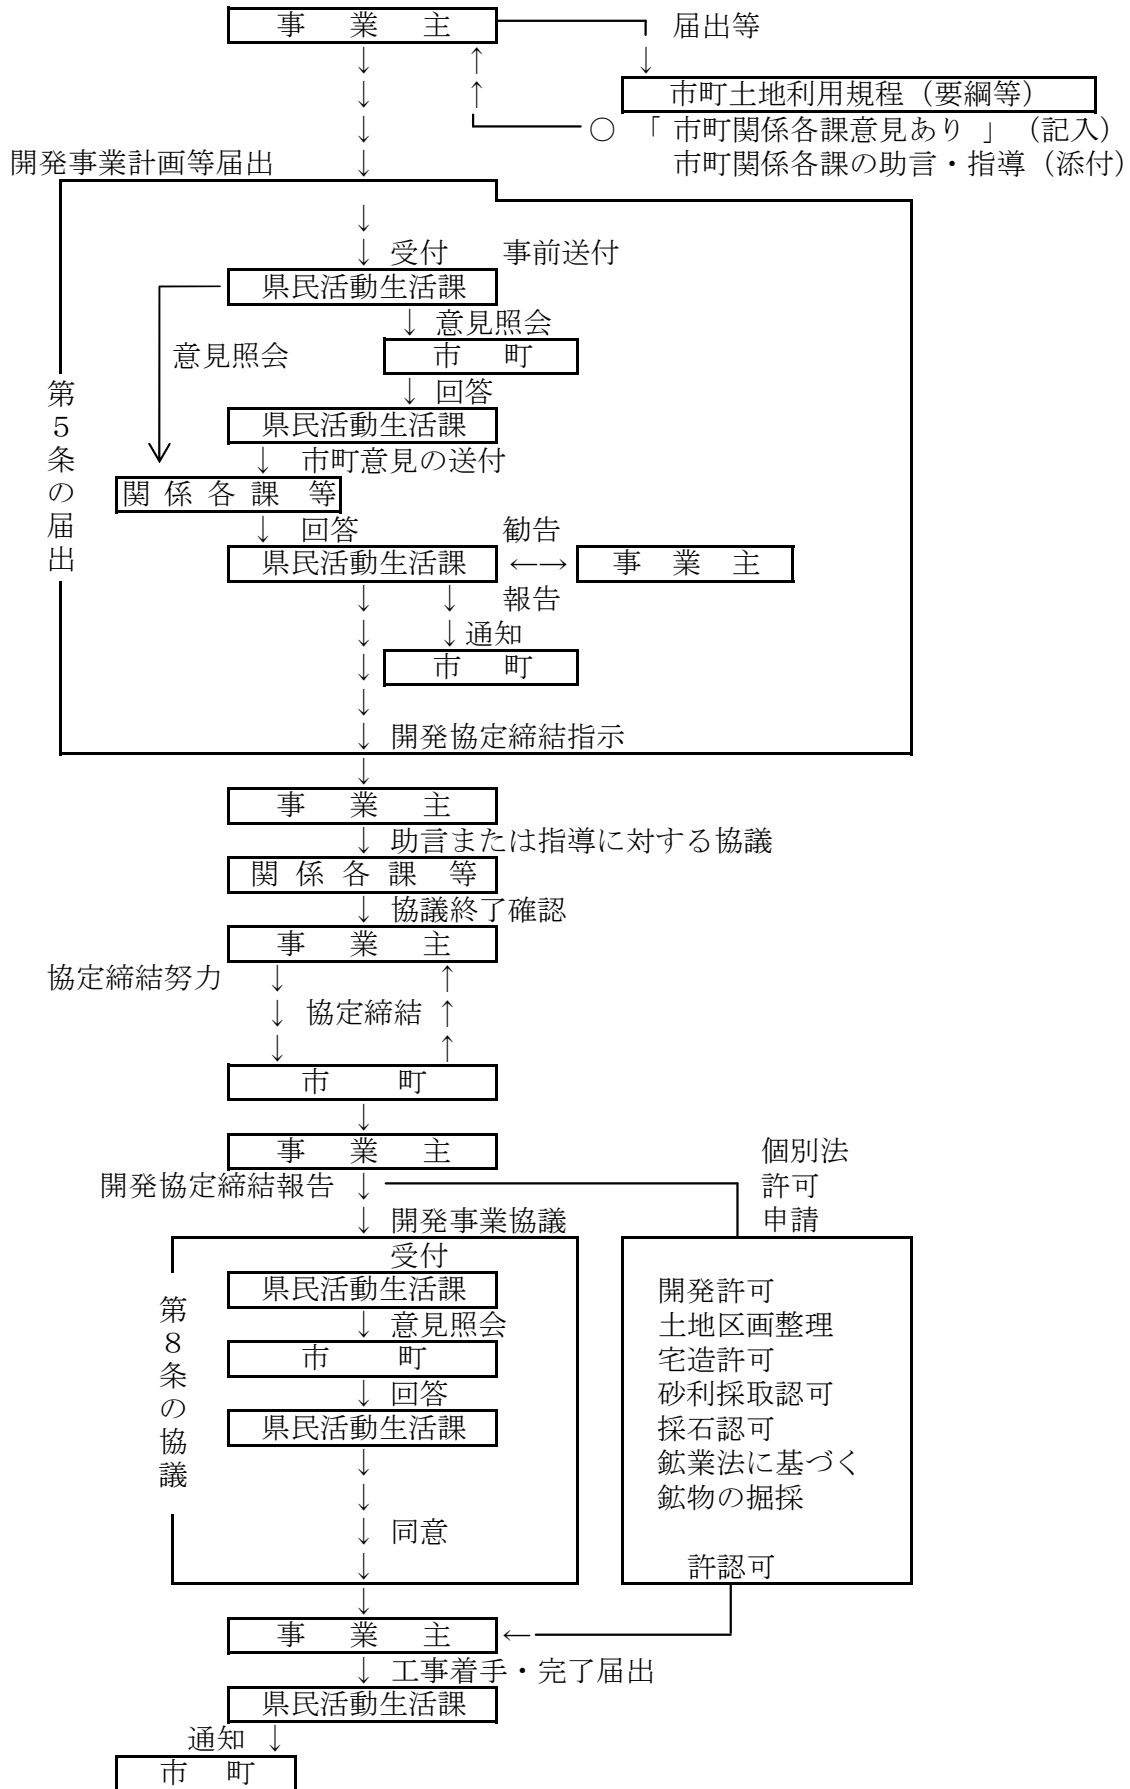 事 業 主
届出等
↓ ↑ ↓
↓ ↑ 市町土地利用規程（要綱等）
↓ ○ 「 市町関係各課意見あり 」（記入）
開発事業計画等届出 ↓ 市町関係各課の助言・指導（添付）
↓
↓ 受付 事前送付
県民活動生活課
↓ 意見照会
意見照会
市 町
↓ 回答
県民活動生活課
↓ 市町意見の送付
関 係 各 課 等
第5条の届出
↓ 回答 勧告
県民活動生活課 ←→ 事 業 主
↓ ↓ 報告
↓ ↓通知
↓ 市 町
↓
↓ 開発協定締結指示
↓
事 業 主
↓ 助言または指導に対する協議
関 係 各 課 等
↓ 協議終了確認
事 業 主
協定締結努力 ↓ ↑
↓ 協定締結 ↑
↓ ↑
市 町
↓
事 業 主
個別法
開発協定締結報告 ↓ 許可
↓ 開発事業協議 申請
受付
県民活動生活課
↓ 意見照会
市 町
↓ 回答
県民活動生活課
↓
↓
↓ 同意
↓
第8条の協議
開発許可
土地区画整理
宅造許可
砂利採取認可
採石認可
鉱業法に基づく
鉱物の掘採
許認可
↓
事 業 主 ←
↓ 工事着手・完了届出
県民活動生活課
通知 ↓
市 町